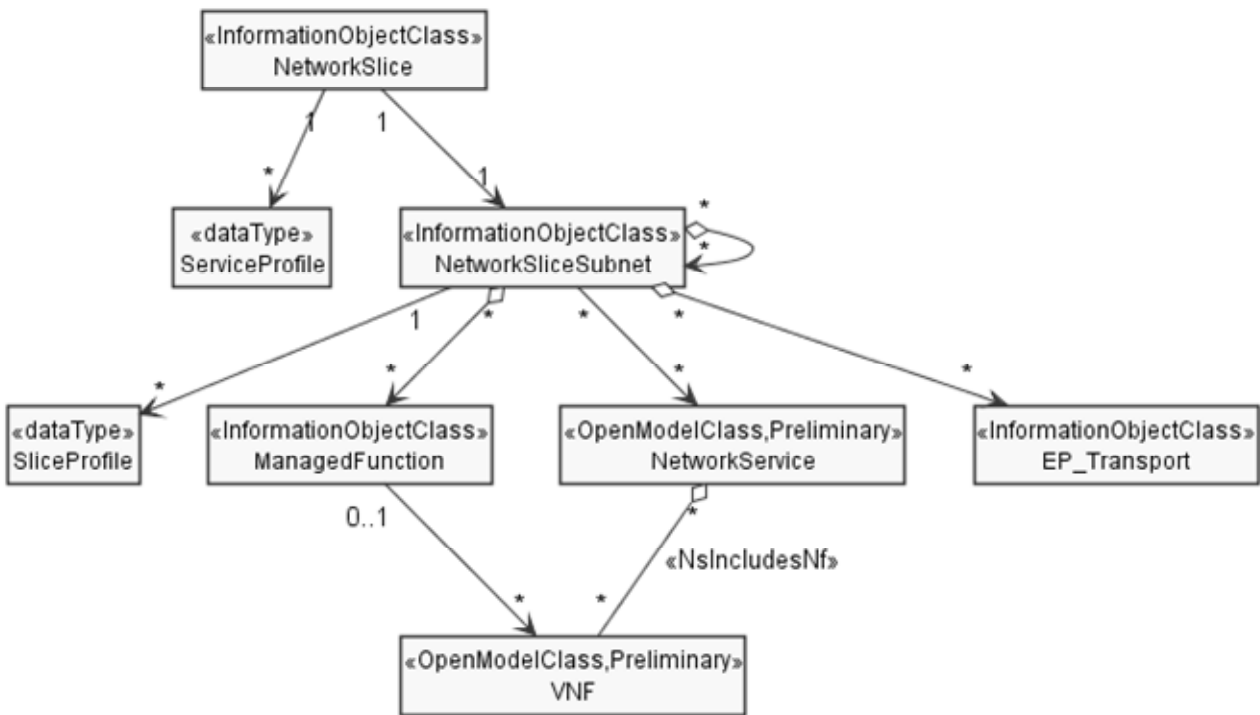 «InformationObjectClass»
NetworkSlice
1
1
*
1
«dataType»
ServiceProfile
«InformationObjectClass»
NetworkSliceSubnet
*
*
1
*
*
*
*
*
*
*
«dataType»
SliceProfile
«InformationObjectClass»
ManagedFunction
«OpenModelClass,Preliminary»
NetworkService
«InformationObjectClass»
EP_Transport
0..1
*
«NsIncludesNf»
*
*
«OpenModelClass,Preliminary»
VNF